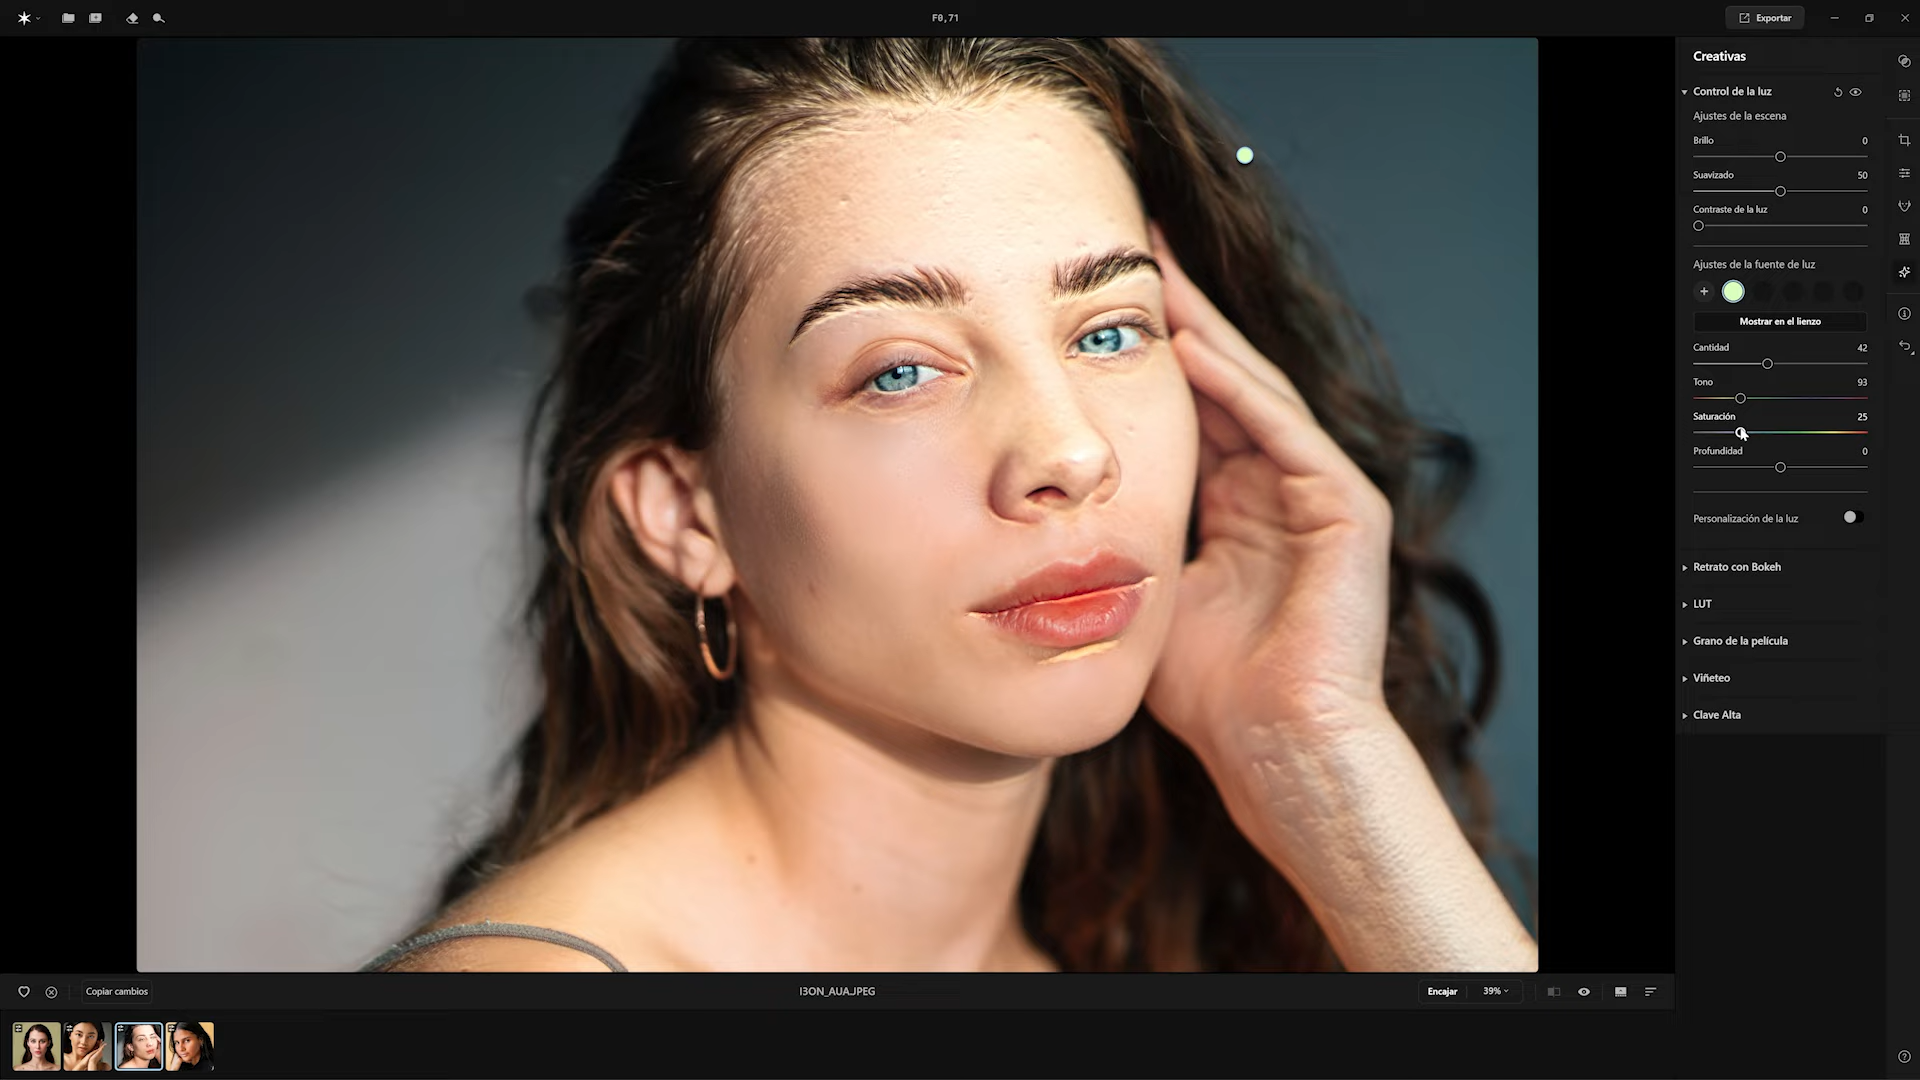 F0,71
Exportar
Creativas
Control de la luz
Ajustes de la escena
Brillo 0
Suavizado 50
Contraste de la luz 0
Ajustes de la fuente de luz
Mostrar en el lienzo
Cantidad 42
Tono 93
Saturación 25
Profundidad 0
Personalización de la luz
Retrato con Bokeh
LUT
Grano de la película
Viñeteo
Clave Alta
Copiar cambios
I3ON_AUA.JPEG
Encajar 39%